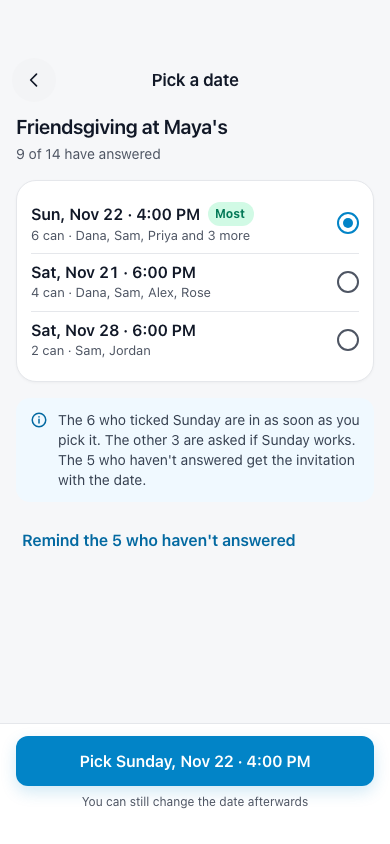 Pick a date
Friendsgiving at Maya's
9 of 14 have answered
Sun, Nov 22 · 4:00 PM Most
6 can · Dana, Sam, Priya and 3 more
Sat, Nov 21 · 6:00 PM
4 can · Dana, Sam, Alex, Rose
Sat, Nov 28 · 6:00 PM
2 can · Sam, Jordan
The 6 who ticked Sunday are in as soon as you
pick it. The other 3 are asked if Sunday works.
The 5 who haven't answered get the invitation
with the date.
Remind the 5 who haven't answered
Pick Sunday, Nov 22 · 4:00 PM
You can still change the date afterwards